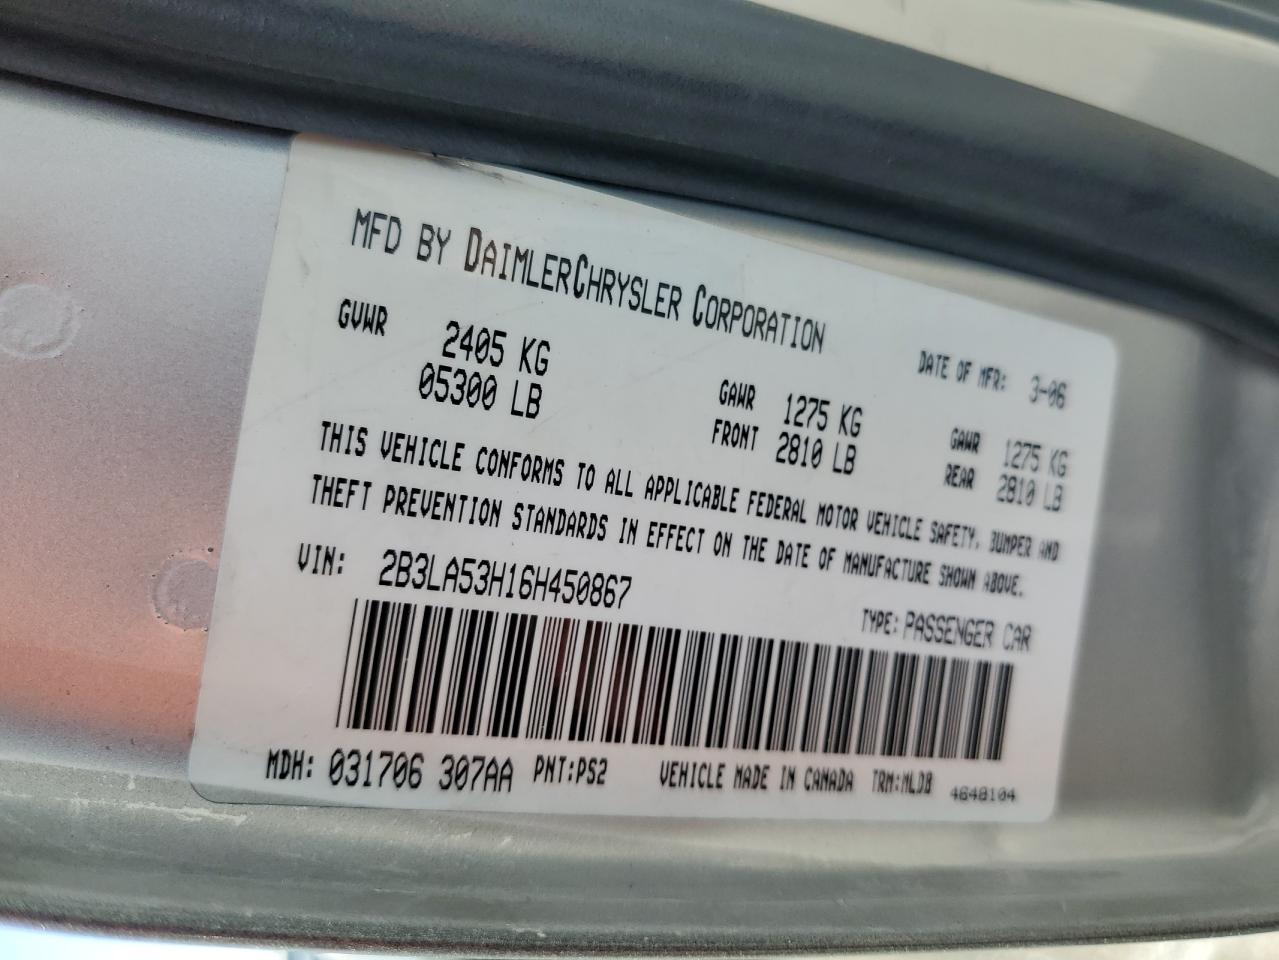 MFD BY DAIMLERCHRYSLER CORPORATION
DATE OF MFR: 3-06
GVWR 2405 KG
05300 LB
GAWR 1275 KG
FRONT 2810 LB
GAWR 1275 KG
REAR 2810 LB
THIS VEHICLE CONFORMS TO ALL APPLICABLE FEDERAL MOTOR VEHICLE SAFETY, BUMPER AND
THEFT PREVENTION STANDARDS IN EFFECT ON THE DATE OF MANUFACTURE SHOWN ABOVE.
VIN: 2B3LA53H16H450867
TYPE: PASSENGER CAR
MDH: 031706 307AA PNT:PS2 VEHICLE MADE IN CANADA TRM:MLD8 4648104